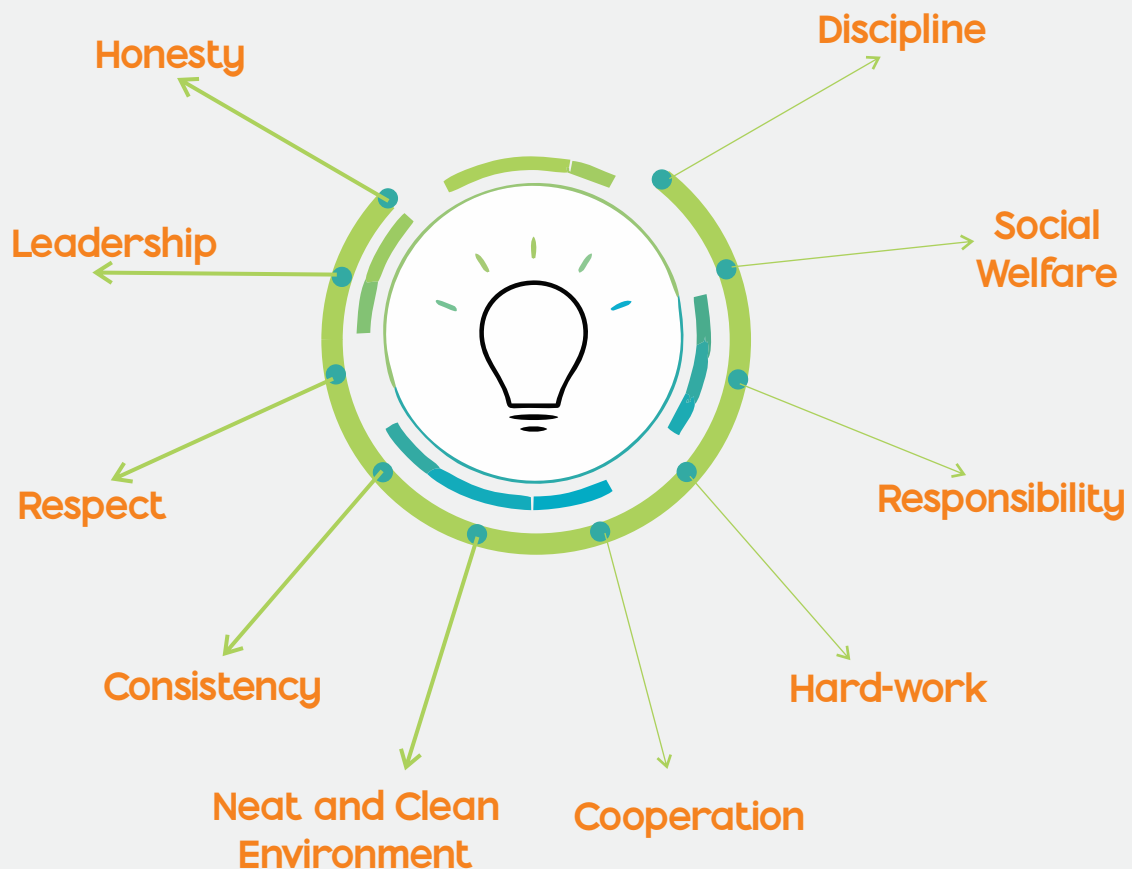 Honesty
Discipline
Leadership
Social
Welfare
Respect
Responsibility
Consistency
Hard-work
Neat and Clean
Environment
Cooperation